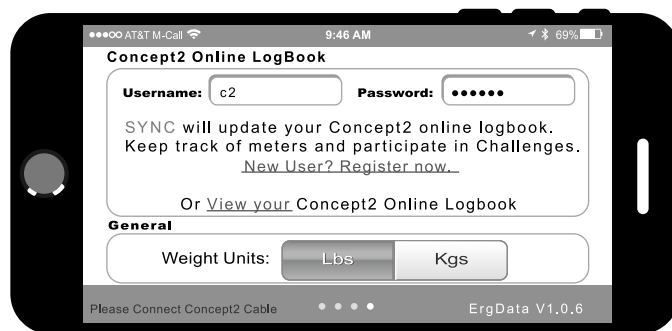 AT&T M-Call 9:46 AM 69%
Concept2 Online LogBook
Username: c2 Password: ●●●●●●
SYNC will update your Concept2 online logbook.
Keep track of meters and participate in Challenges.
New User? Register now.
Or View your Concept2 Online Logbook
General
Weight Units: Lbs Kgs
Please Connect Concept2 Cable ErgData V1.0.6